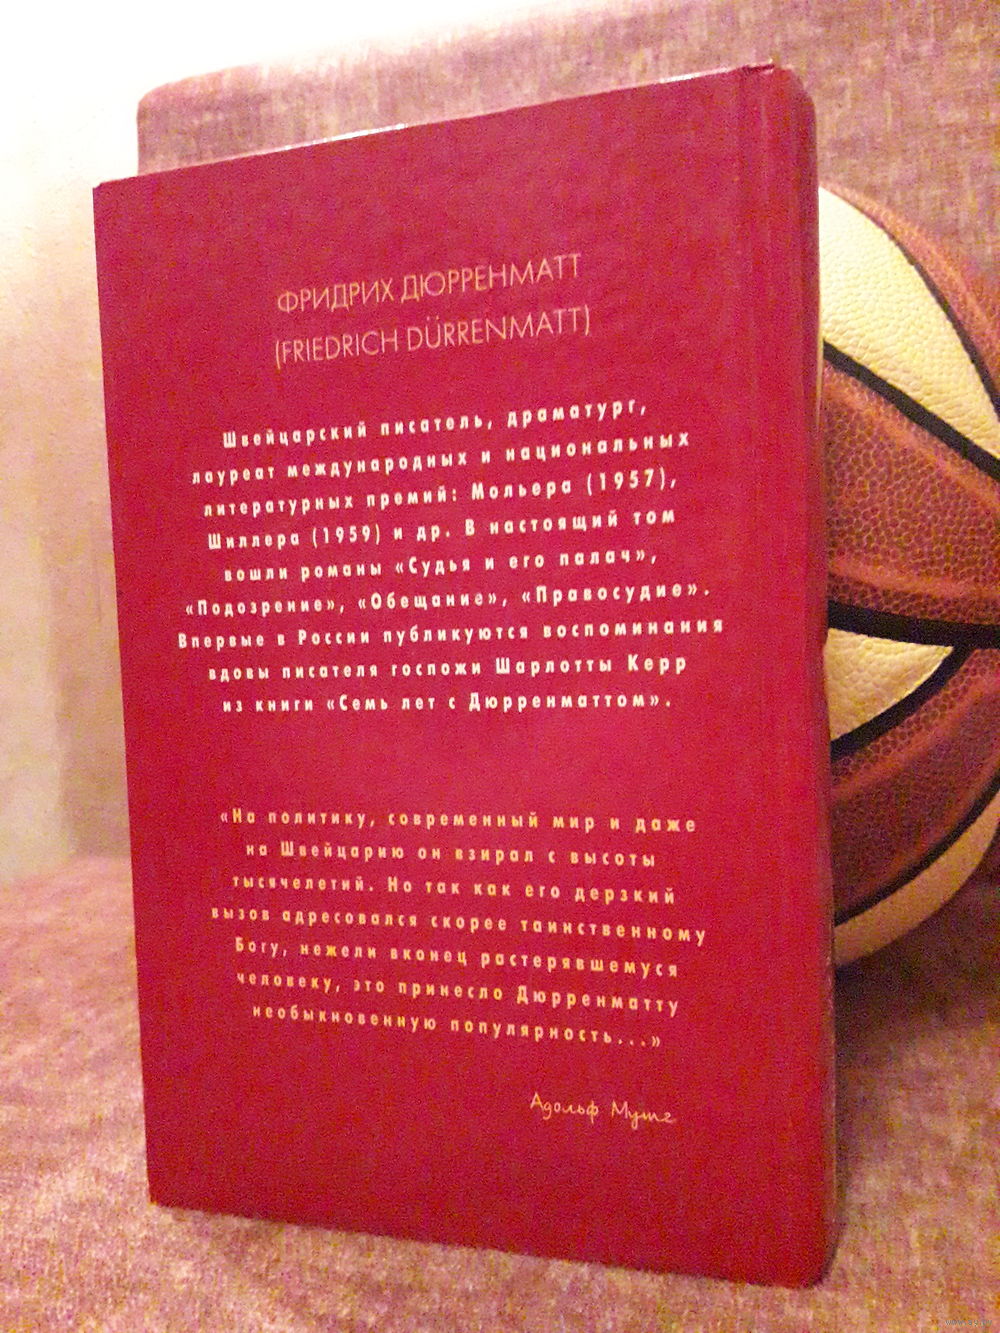 ФРИДРИХ ДЮРРЕНМАТТ
(FRIEDRICH DÜRRENMATT)
Швейцарский писатель, драматург,
лауреат международных и национальных
литературных премий: Мольера (1957),
Шиллера (1959) и др. В настоящий том
вошли романы «Судья и его палач»,
«Подозрение», «Обещание», «Правосудие».
Впервые в России публикуются воспоминания
вдовы писателя госпожи Шарлотты Керр
из книги «Семь лет с Дюрренматтом».
«На политику, современный мир и даже
на Швейцарию он взирал с высоты
тысячелетий. Но так как его дерзкий
вызов адресовался скорее таинственному
Богу, нежели вконец растерявшемуся
человеку, это принесло Дюрренматту
необыкновенную популярность...»
Адольф Мушг